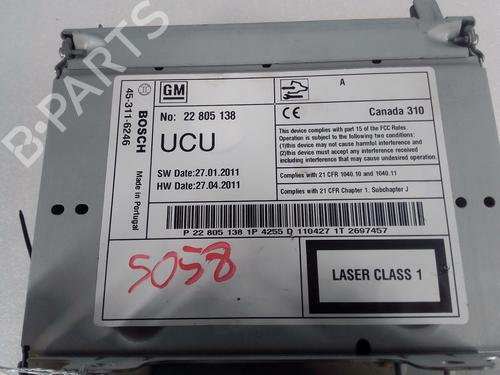 B-PARTS
GM
A
No: 22 805 138
CE
Canada 310
UCU
This device complies with part 15 of the FCC Rules.
Operation is subject to the following two conditions:
(1) this device may not cause harmful interference, and
(2) this device must accept any interference received,
including interference that may cause undesired operation.
SW Date:27.01.2011
Complies with 21 CFR 1040.10 and 1040.11
HW Date:27.04.2011
Complies with 21 CFR Chapter 1. Subchapter J
P 22 805 138 1P 4255 D 110427 1T 2697457
LASER CLASS 1
5058
BOSCH
Made in Portugal
45-311-6246